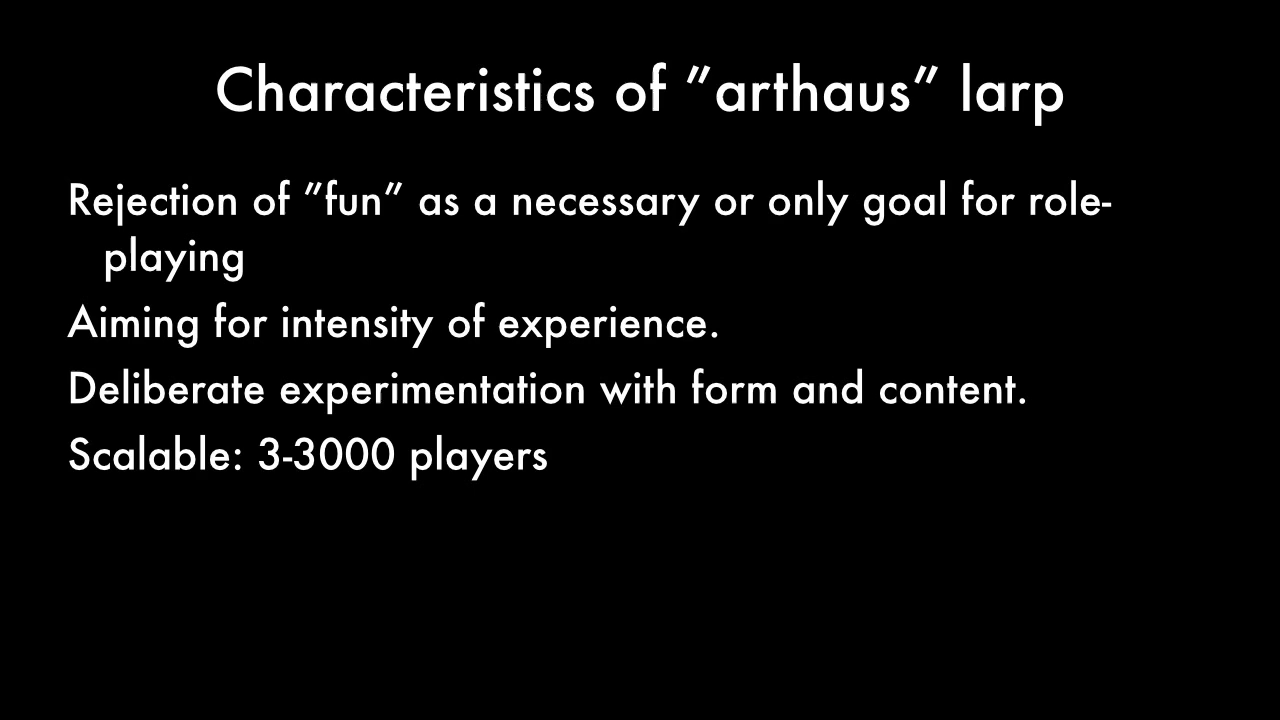 Characteristics of ”arthaus” larp
Rejection of ”fun” as a necessary or only goal for role-
playing
Aiming for intensity of experience.
Deliberate experimentation with form and content.
Scalable: 3-3000 players